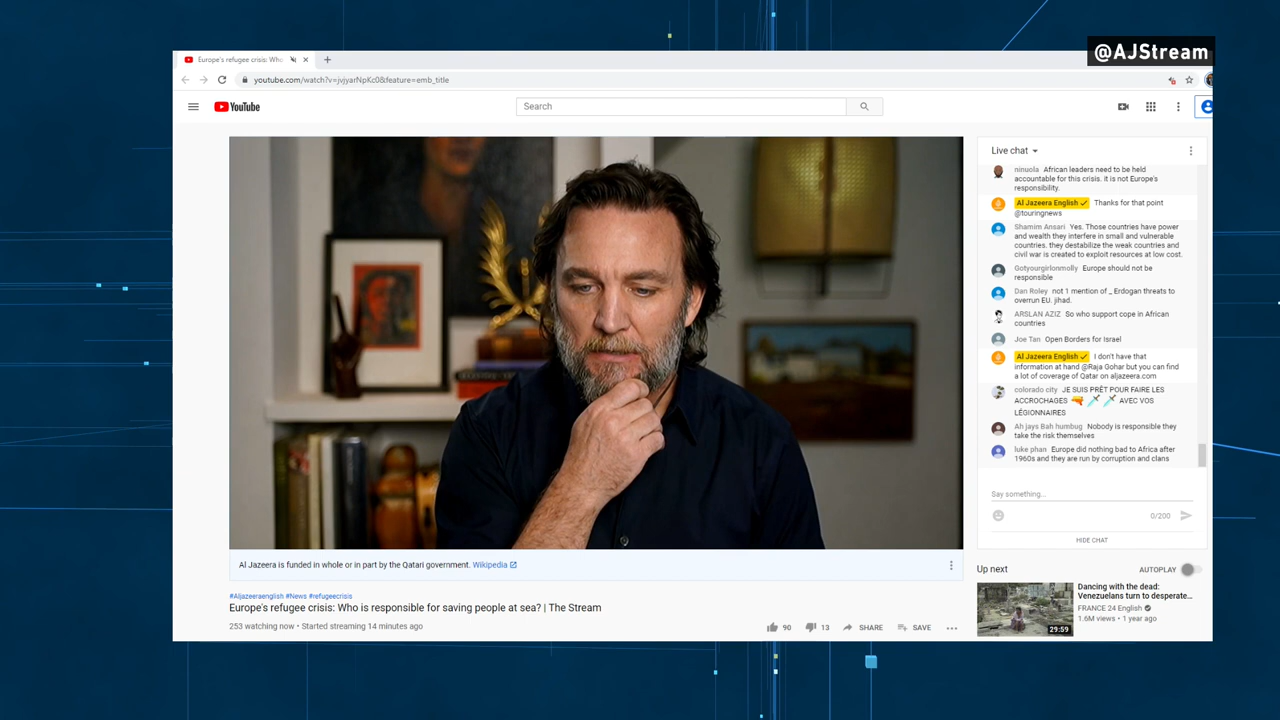 @AJStream
Europe's refugee crisis: Who
youtube.com/watch?v=jvjyarNpKc0&feature=emb_title
YouTube
Search
Live chat
ninuola African leaders need to be held
accountable for this crisis. it is not Europe's
responsibility.
Al Jazeera English Thanks for that point
@touringnews
Shamim Ansari Yes. Those countries have power
and wealth they interfere in small and vulnerable
countries. they destabilize the weak countries and
civil war is created to exploit resources at low cost.
Gotyourgirlonmolly Europe should not be
responsible
Dan Roley not 1 mention of _ Erdogan threats to
overrun EU. jihad.
ARSLAN AZIZ So who support cope in African
countries
Joe Tan Open Borders for Israel
Al Jazeera English I don't have that
information at hand @Raja Gohar but you can find
a lot of coverage of Qatar on aljazeera.com
colorado city JE SUIS PRÊT POUR FAIRE LES
ACCROCHAGES AVEC VOS
LÉGIONNAIRES
Ah jays Bah humbug Nobody is responsible they
take the risk themselves
luke phan Europe did nothing bad to Africa after
1960s and they are run by corruption and clans
Say something...
0/200
HIDE CHAT
Al Jazeera is funded in whole or in part by the Qatari government. Wikipedia
#Aljazeeraenglish #News #refugeecrisis
Europe's refugee crisis: Who is responsible for saving people at sea? | The Stream
253 watching now • Started streaming 14 minutes ago
90 13 SHARE SAVE
Up next AUTOPLAY
Dancing with the dead:
Venezuelans turn to desperate...
FRANCE 24 English
1.6M views • 1 year ago
29:59